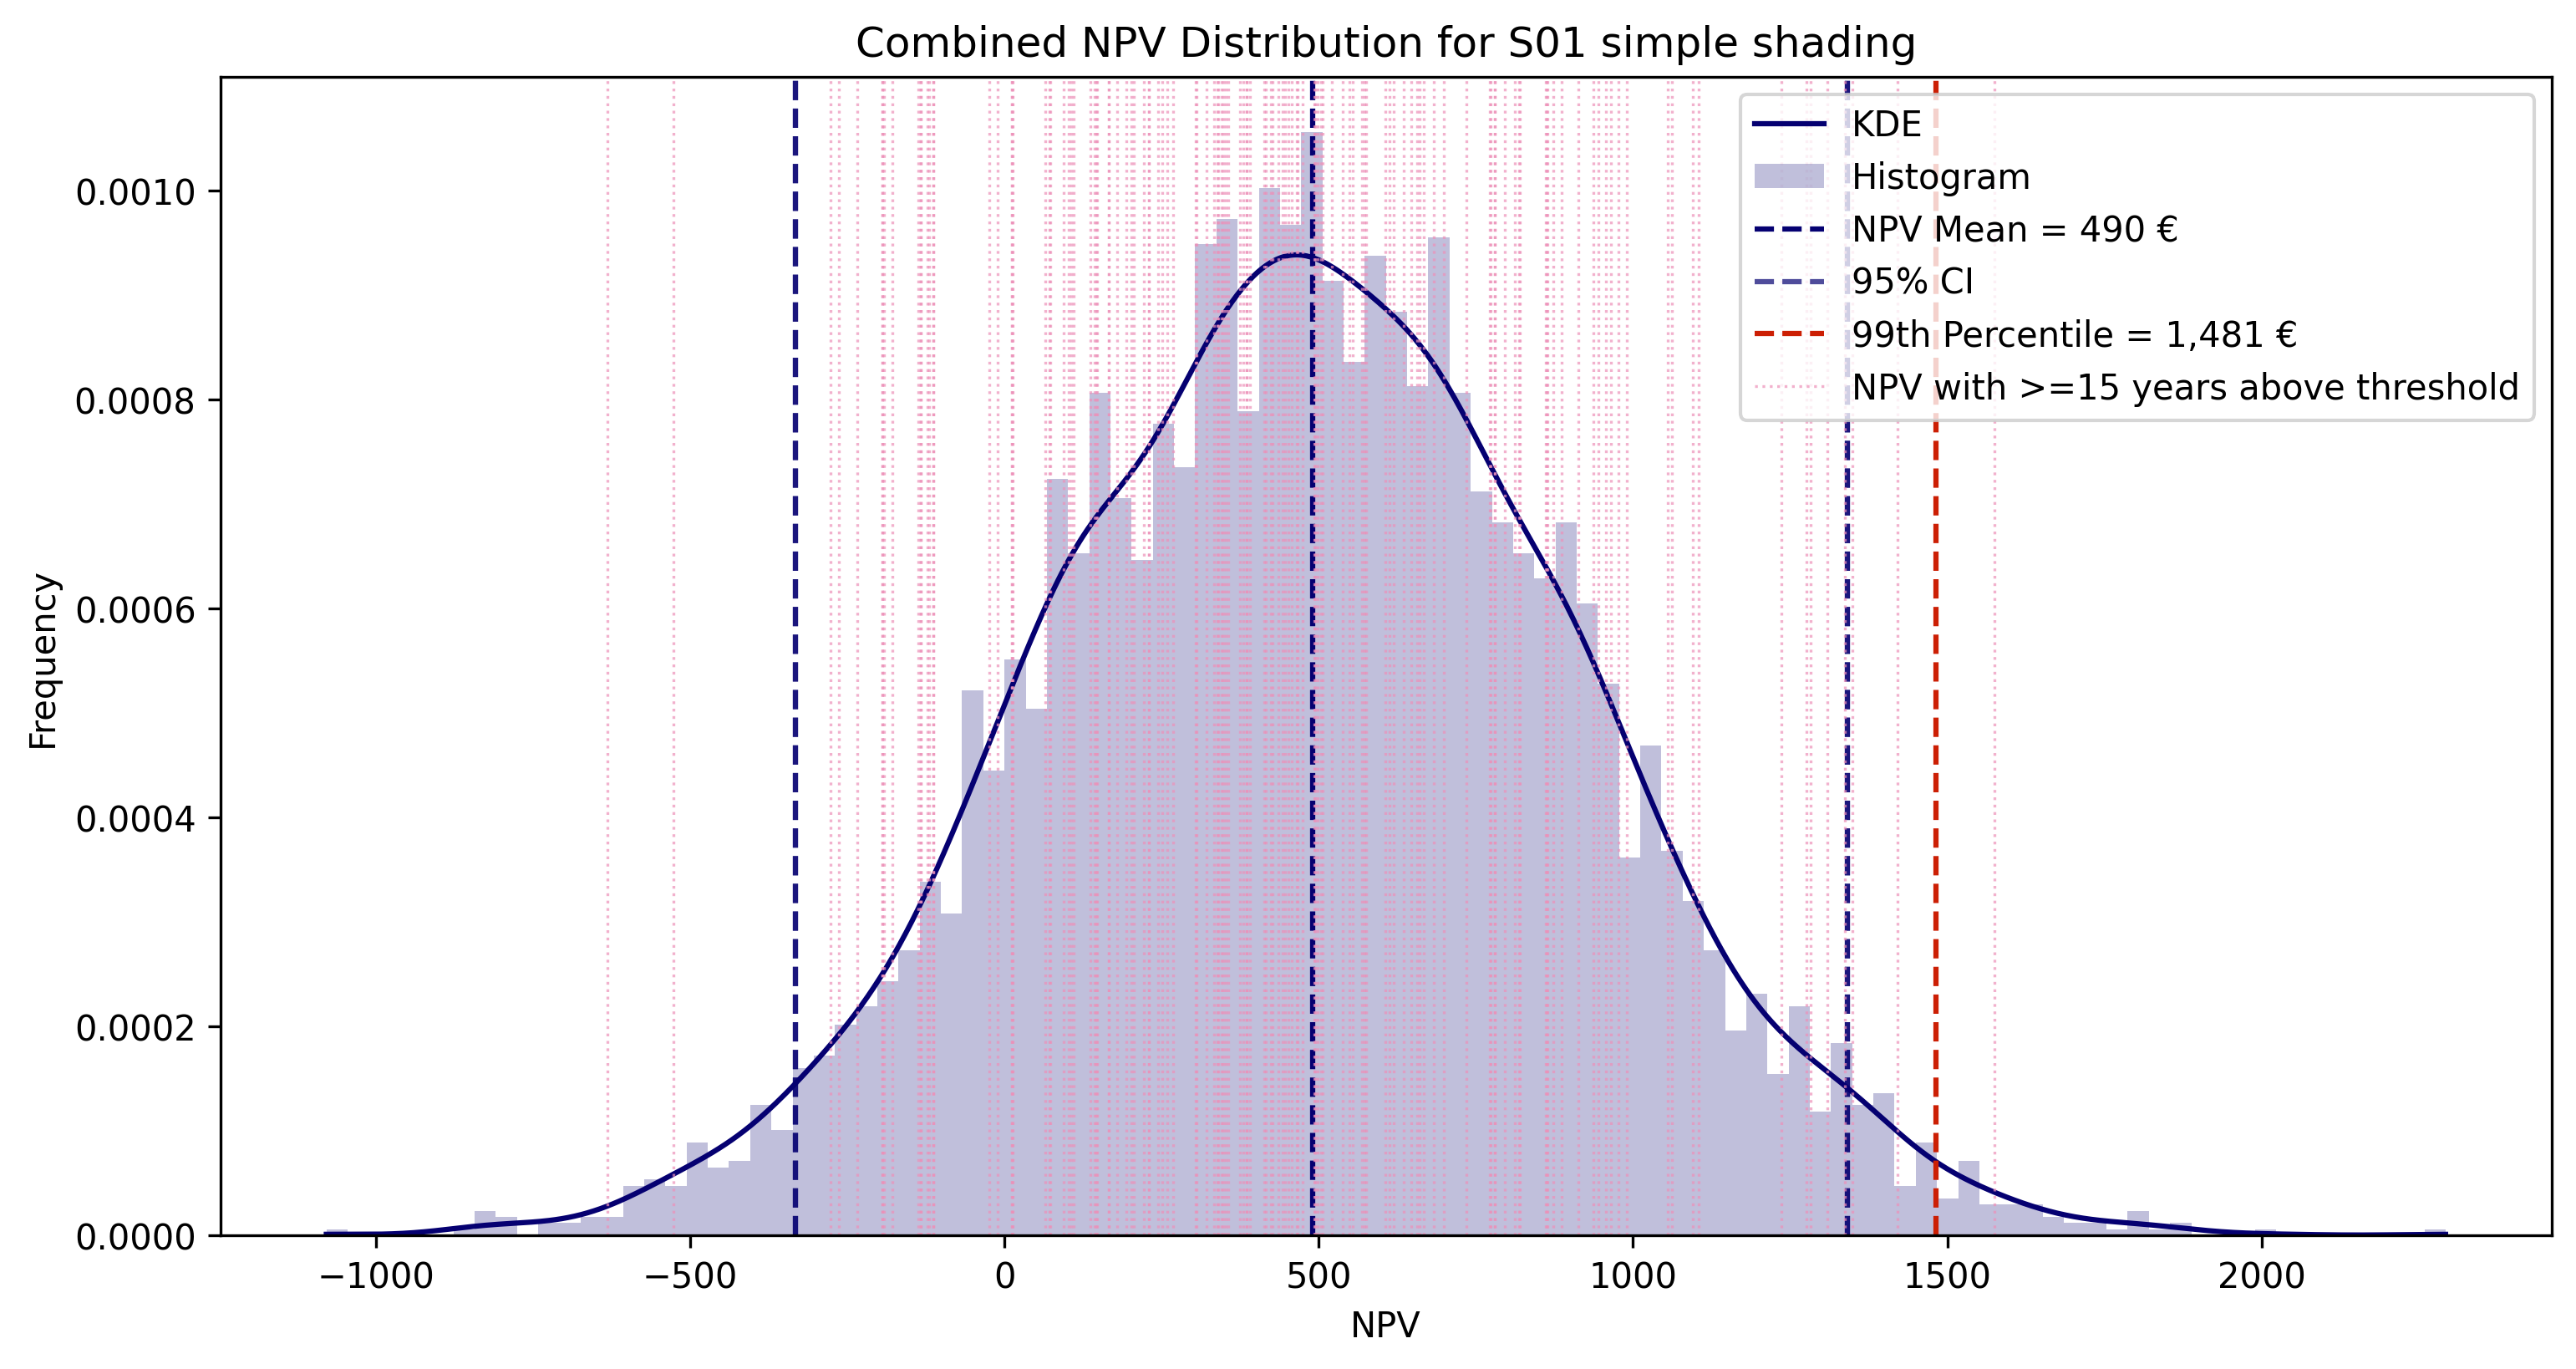 Combined NPV Distribution for S01 simple shading
KDE
Histogram
NPV Mean = 490 €
95% CI
99th Percentile = 1,481 €
NPV with >=15 years above threshold
Frequency
0.0010
0.0008
0.0006
0.0004
0.0002
0.0000
−1000
−500
0
500
1000
1500
2000
NPV